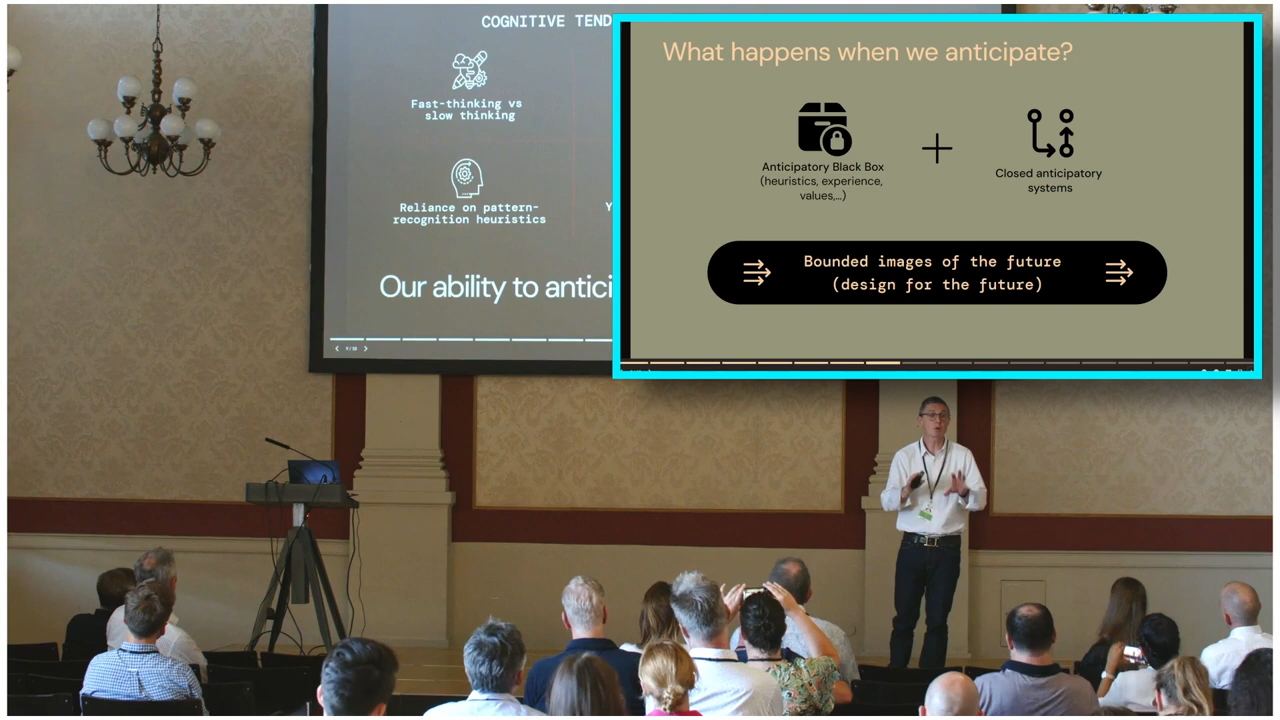 COGNITIVE TEND
Fast-thinking vs
slow thinking
Reliance on pattern-
recognition heuristics
Y
Our ability to antici
What happens when we anticipate?
Anticipatory Black Box
(heuristics, experience,
values,...)
+
Closed anticipatory
systems
Bounded images of the future
(design for the future)